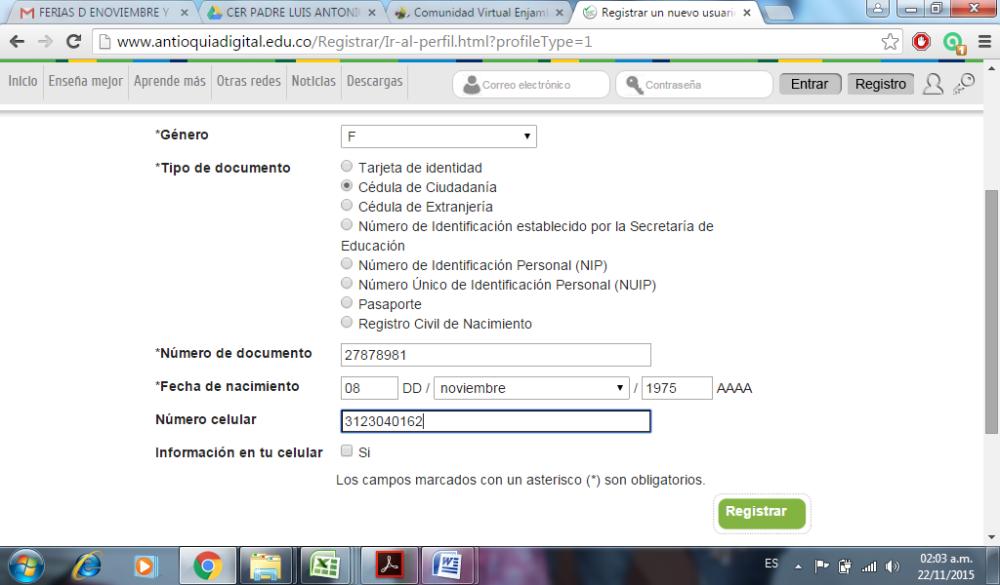 FERIAS D ENOVIEMBRE Y
CER PADRE LUIS ANTONI
Comunidad Virtual Enjam
Registrar un nuevo usuari
www.antioquiadigital.edu.co/Registrar/Ir-al-perfil.html?profileType=1
1
Inicio
Enseña mejor
Aprende más
Otras redes
Noticias
Descargas
Correo electrónico
Contraseña
Entrar
Registro
*Género
F
*Tipo de documento
Tarjeta de identidad
Cédula de Ciudadanía
Cédula de Extranjería
Número de Identificación establecido por la Secretaría de
Educación
Número de Identificación Personal (NIP)
Número Único de Identificación Personal (NUIP)
Pasaporte
Registro Civil de Nacimiento
*Número de documento
27878981
*Fecha de nacimiento
08 DD / noviembre / 1975 AAAA
Número celular
3123040162
Información en tu celular
Si
Los campos marcados con un asterisco (*) son obligatorios.
Registrar
ES
02:03 a.m.
22/11/2015